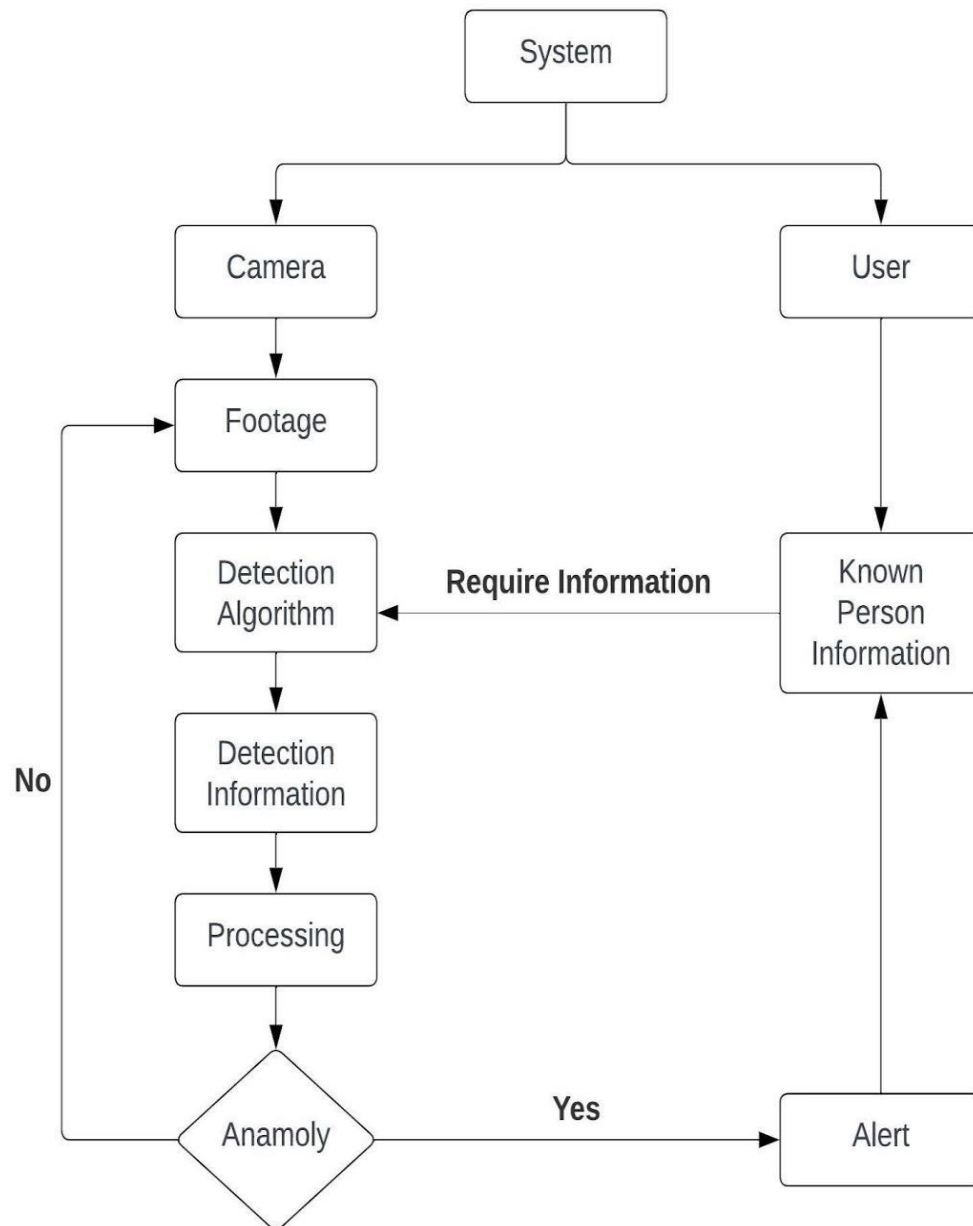 System
Camera
User
Footage
Detection
Algorithm
Require Information
Known
Person
Information
Detection
Information
No
Processing
Anamoly
Yes
Alert